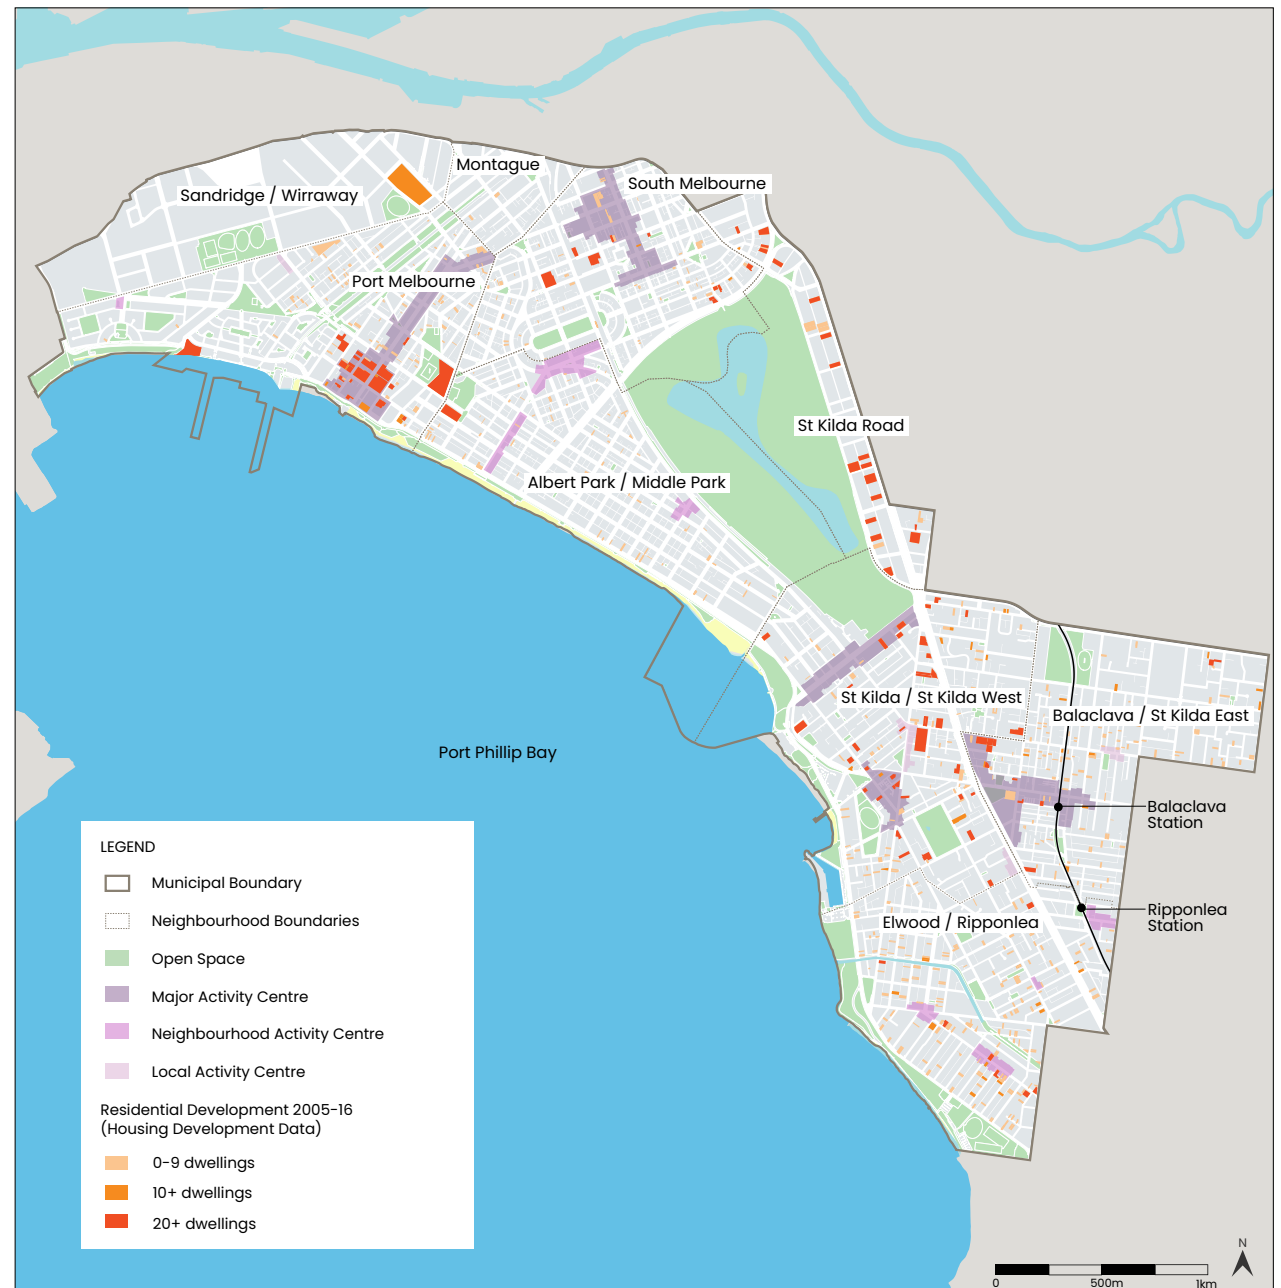 Montague
South Melbourne
Sandridge / Wirraway
Port Melbourne
St Kilda Road
Albert Park / Middle Park
St Kilda / St Kilda West
Balaclava / St Kilda East
Port Phillip Bay
Balaclava
Station
Ripponlea
Station
Elwood / Ripponlea
LEGEND
Municipal Boundary
Neighbourhood Boundaries
Open Space
Major Activity Centre
Neighbourhood Activity Centre
Local Activity Centre
Residential Development 2005-16
(Housing Development Data)
0-9 dwellings
10+ dwellings
20+ dwellings
N
0 500m 1km